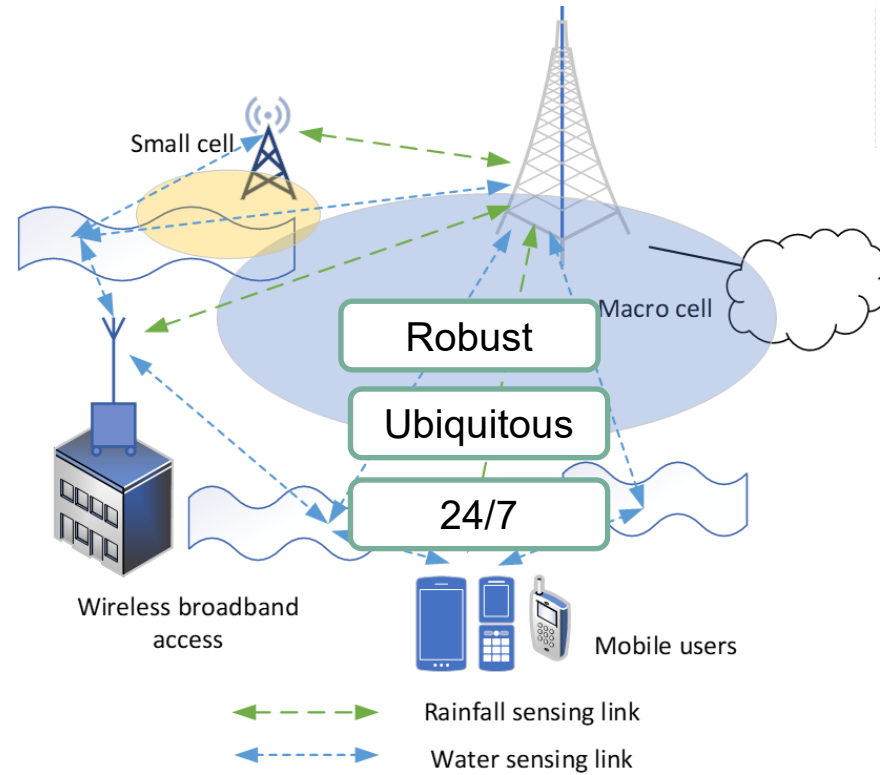 Small cell
Macro cell
Robust
Ubiquitous
24/7
Wireless broadband
access
Mobile users
Rainfall sensing link
Water sensing link